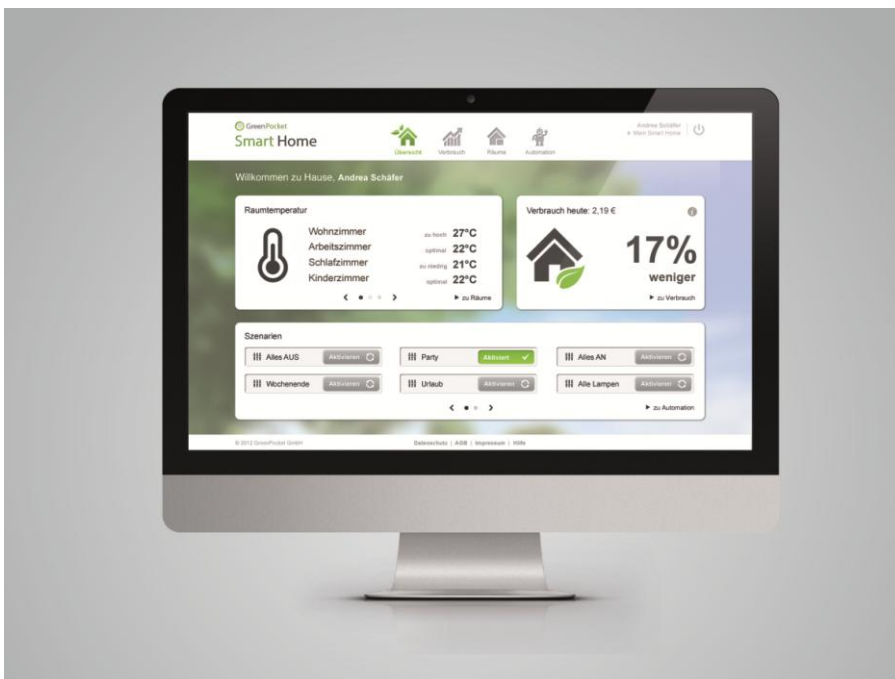 GreenPocket
Smart Home
Übersicht Verbrauch Räume Automation
Andrea Schäfer
Mein Smart Home
Willkommen zu Hause, Andrea Schäfer
Raumtemperatur
Wohnzimmer zu hoch 27°C
Arbeitszimmer optimal 22°C
Schlafzimmer zu niedrig 21°C
Kinderzimmer optimal 22°C
zu Räume
Verbrauch heute: 2,19 €
17%
weniger
zu Verbrauch
Szenarien
Alles AUS Aktivieren Party Aktiviert Alles AN Aktivieren
Wochenende Aktivieren Urlaub Aktivieren Alle Lampen Aktivieren
zu Automation
© 2012 GreenPocket GmbH Datenschutz | AGB | Impressum | Hilfe